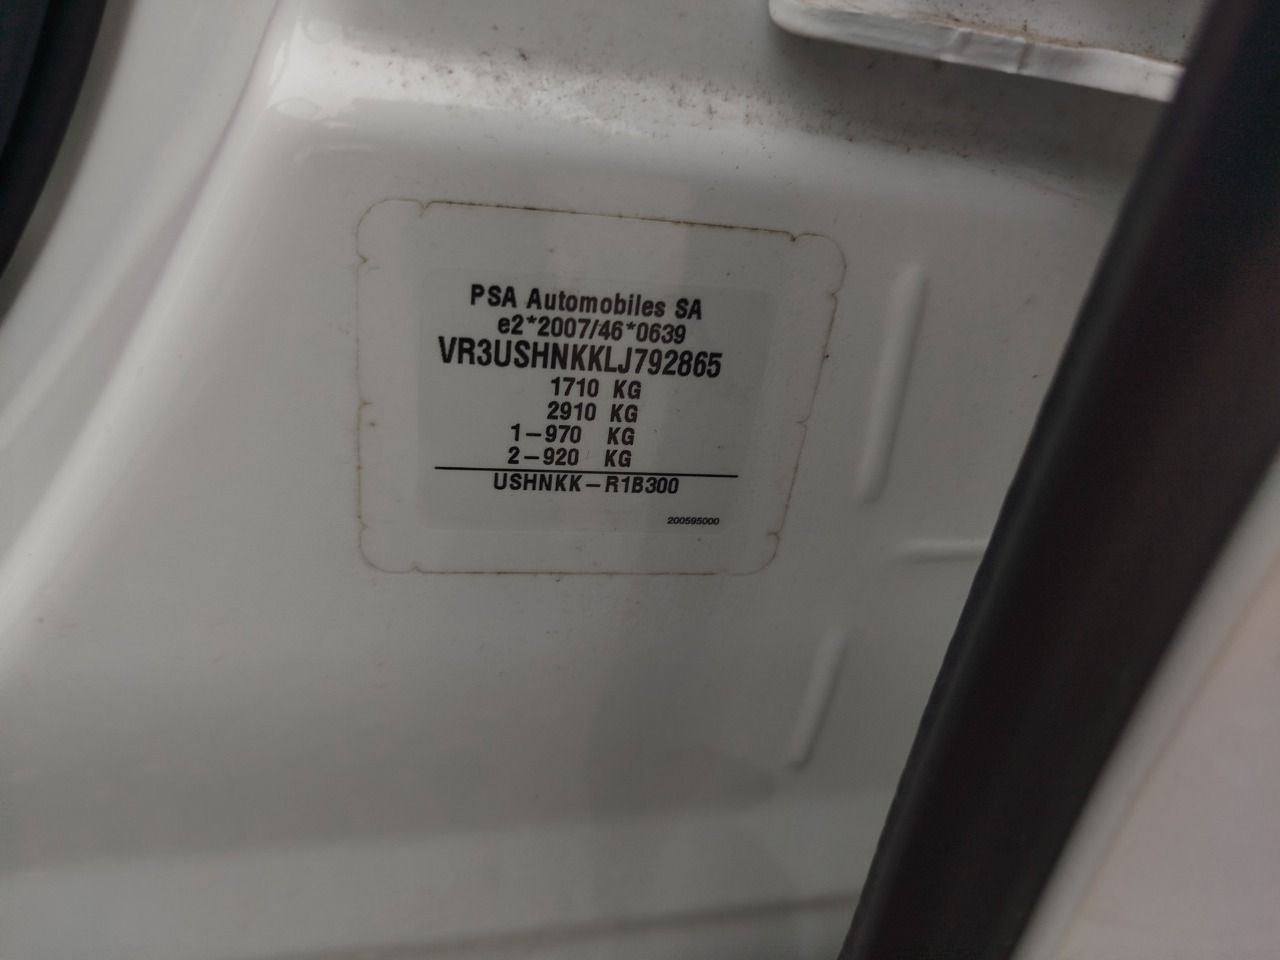 PSA Automobiles SA
e2*2007/46*0639
VR3USHNKKLJ792865
1710 KG
2910 KG
1-970 KG
2-920 KG
USHNKK-R1B300
200595000